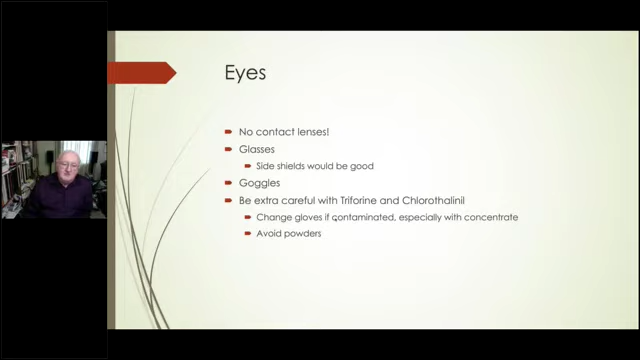 Eyes
No contact lenses!
Glasses
Side shields would be good
Goggles
Be extra careful with Triforine and Chlorothalinil
Change gloves if contaminated, especially with concentrate
Avoid powders